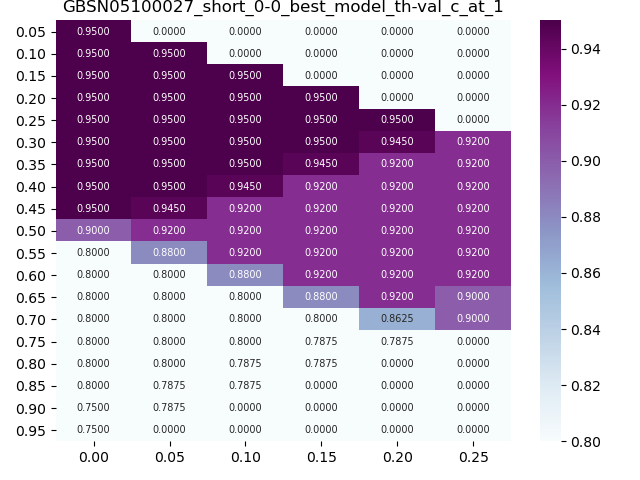 GBSN05100027_short_0-0_best_model_th-val_c_at_1
0.05 0.9500 0.0000 0.0000 0.0000 0.0000 0.0000
0.10 0.9500 0.9500 0.0000 0.0000 0.0000 0.0000
0.15 0.9500 0.9500 0.9500 0.0000 0.0000 0.0000
0.20 0.9500 0.9500 0.9500 0.9500 0.0000 0.0000
0.25 0.9500 0.9500 0.9500 0.9500 0.9500 0.0000
0.30 0.9500 0.9500 0.9500 0.9500 0.9450 0.9200
0.35 0.9500 0.9500 0.9500 0.9450 0.9200 0.9200
0.40 0.9500 0.9500 0.9450 0.9200 0.9200 0.9200
0.45 0.9500 0.9450 0.9200 0.9200 0.9200 0.9200
0.50 0.9000 0.9200 0.9200 0.9200 0.9200 0.9200
0.55 0.8000 0.8800 0.9200 0.9200 0.9200 0.9200
0.60 0.8000 0.8000 0.8800 0.9200 0.9200 0.9200
0.65 0.8000 0.8000 0.8000 0.8800 0.9200 0.9000
0.70 0.8000 0.8000 0.8000 0.8000 0.8625 0.9000
0.75 0.8000 0.8000 0.8000 0.7875 0.7875 0.0000
0.80 0.8000 0.8000 0.7875 0.7875 0.0000 0.0000
0.85 0.8000 0.7875 0.7875 0.0000 0.0000 0.0000
0.90 0.7500 0.7875 0.0000 0.0000 0.0000 0.0000
0.95 0.7500 0.0000 0.0000 0.0000 0.0000 0.0000
0.00 0.05 0.10 0.15 0.20 0.25
0.94
0.92
0.90
0.88
0.86
0.84
0.82
0.80